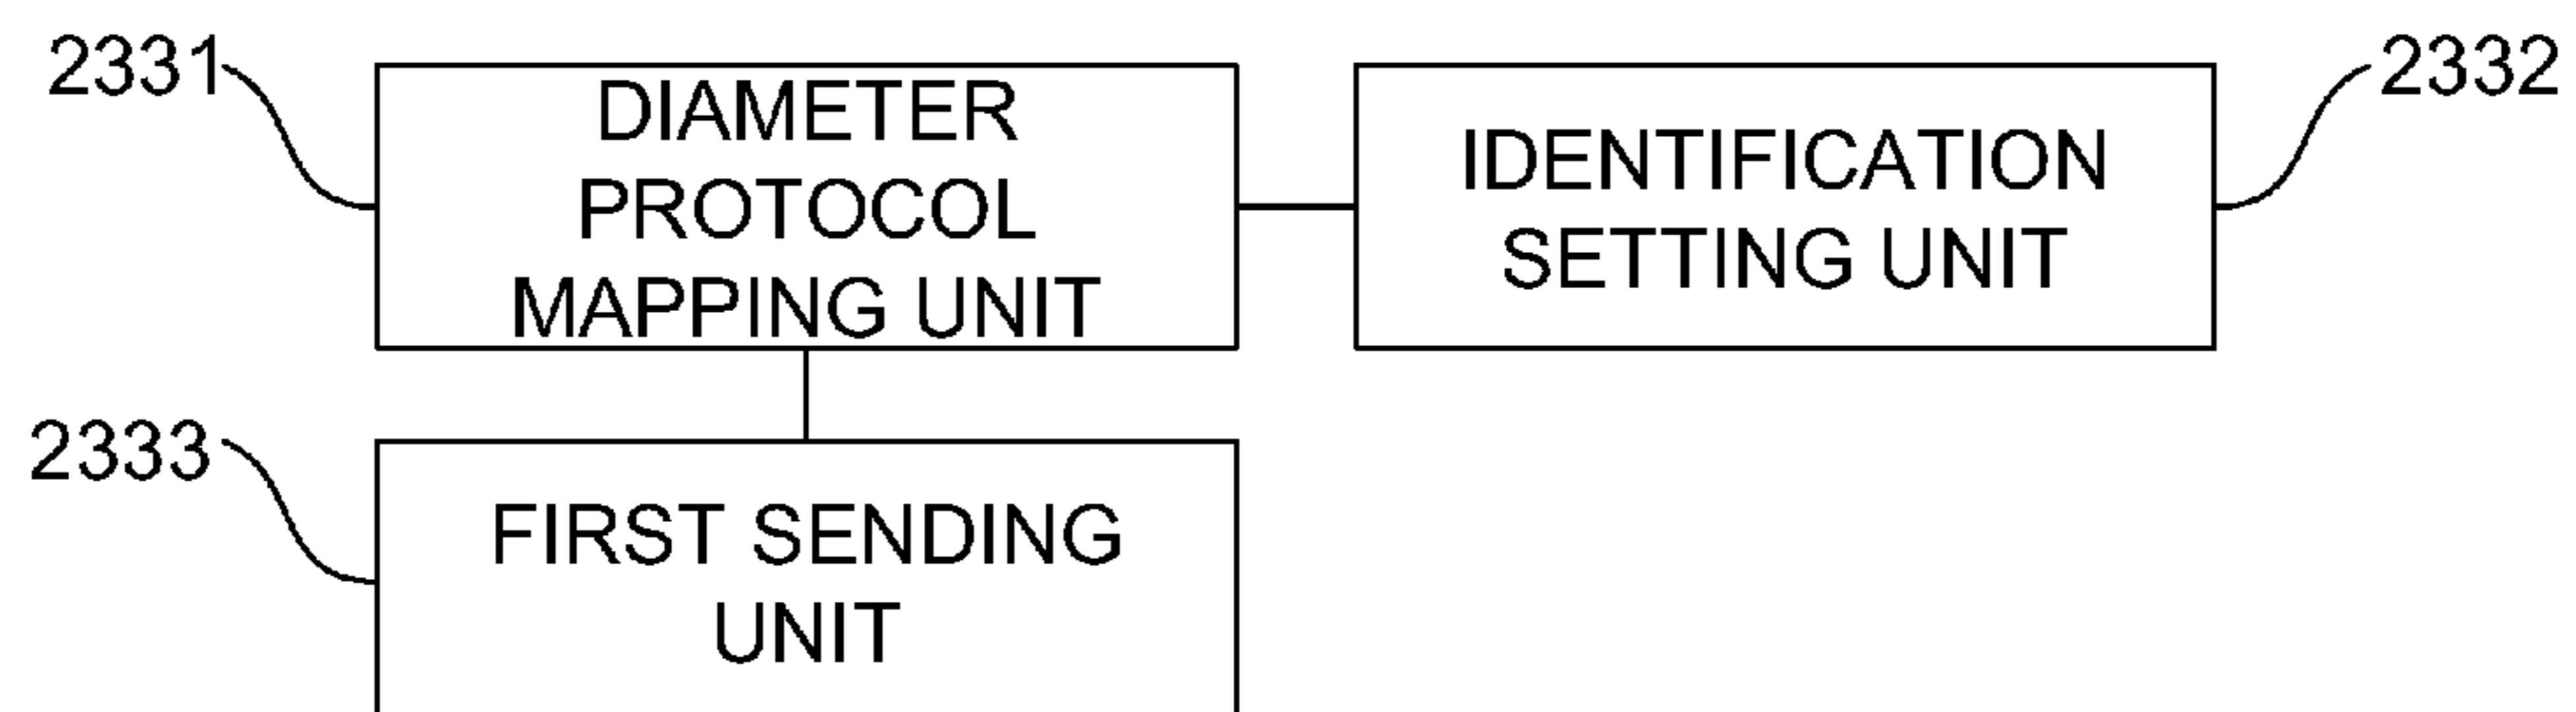 2331
DIAMETER
PROTOCOL
MAPPING UNIT
IDENTIFICATION
SETTING UNIT
2332
2333
FIRST SENDING
UNIT